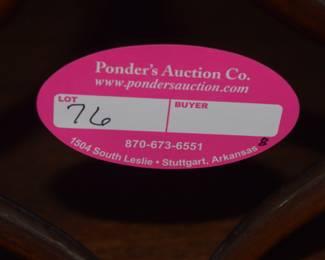 Ponder's Auction Co.
www.pondersauction.com
LOT BUYER
76
870-673-6551
1504 South Leslie • Stuttgart, Arkansas